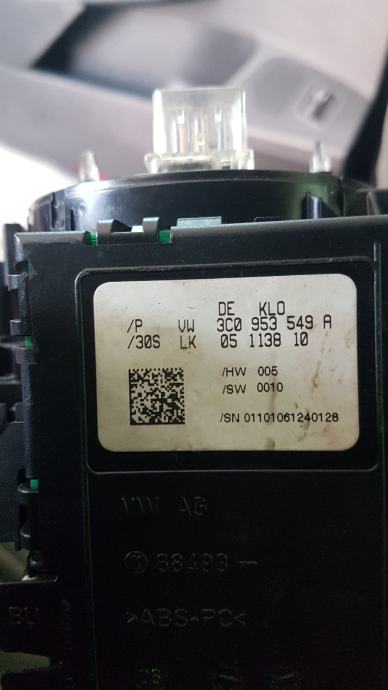 DE KLO
/P VW 3C0 953 549 A
/30S LK 05 1138 10
/HW 005
/SW 0010
/SN 01101061240128
VW AG
68493-
>ABS+PC<